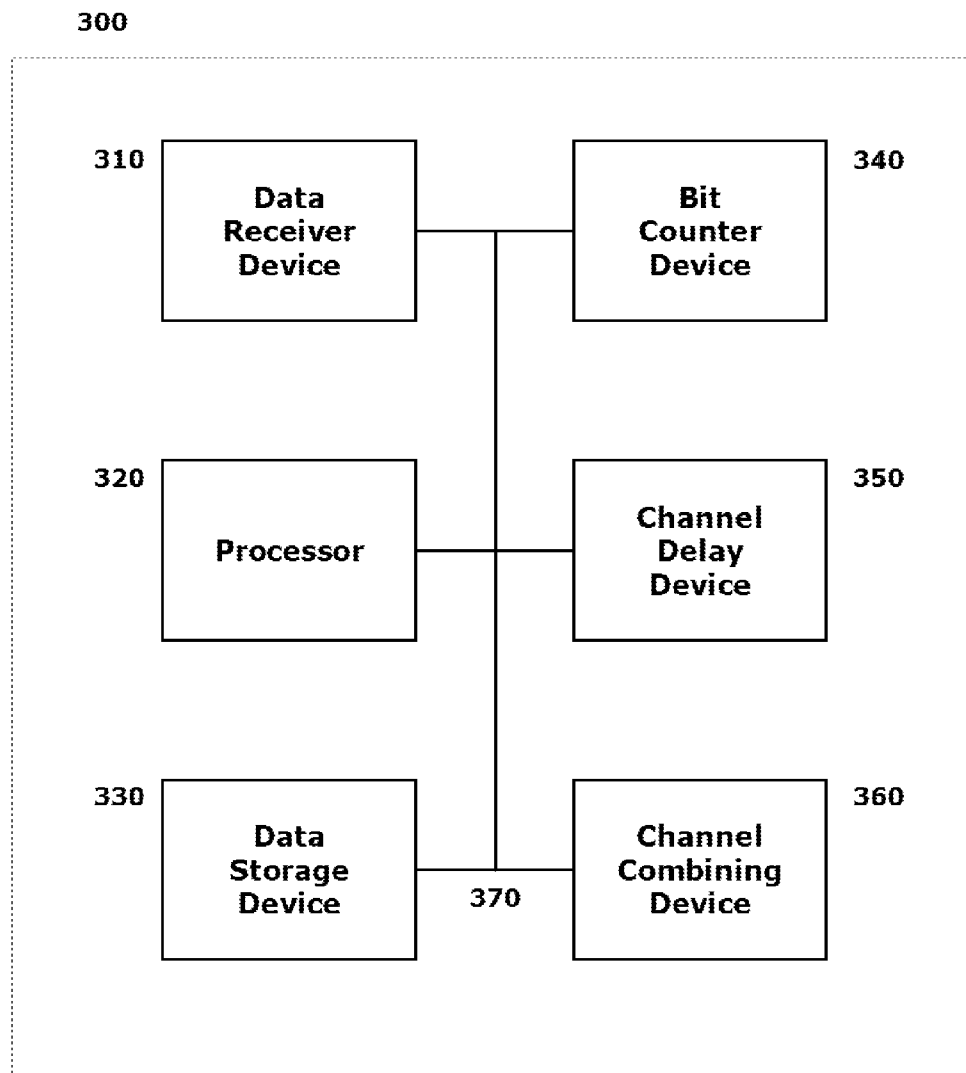 300
310
Data
Receiver
Device
340
Bit
Counter
Device
320
Processor
350
Channel
Delay
Device
330
Data
Storage
Device
370
360
Channel
Combining
Device